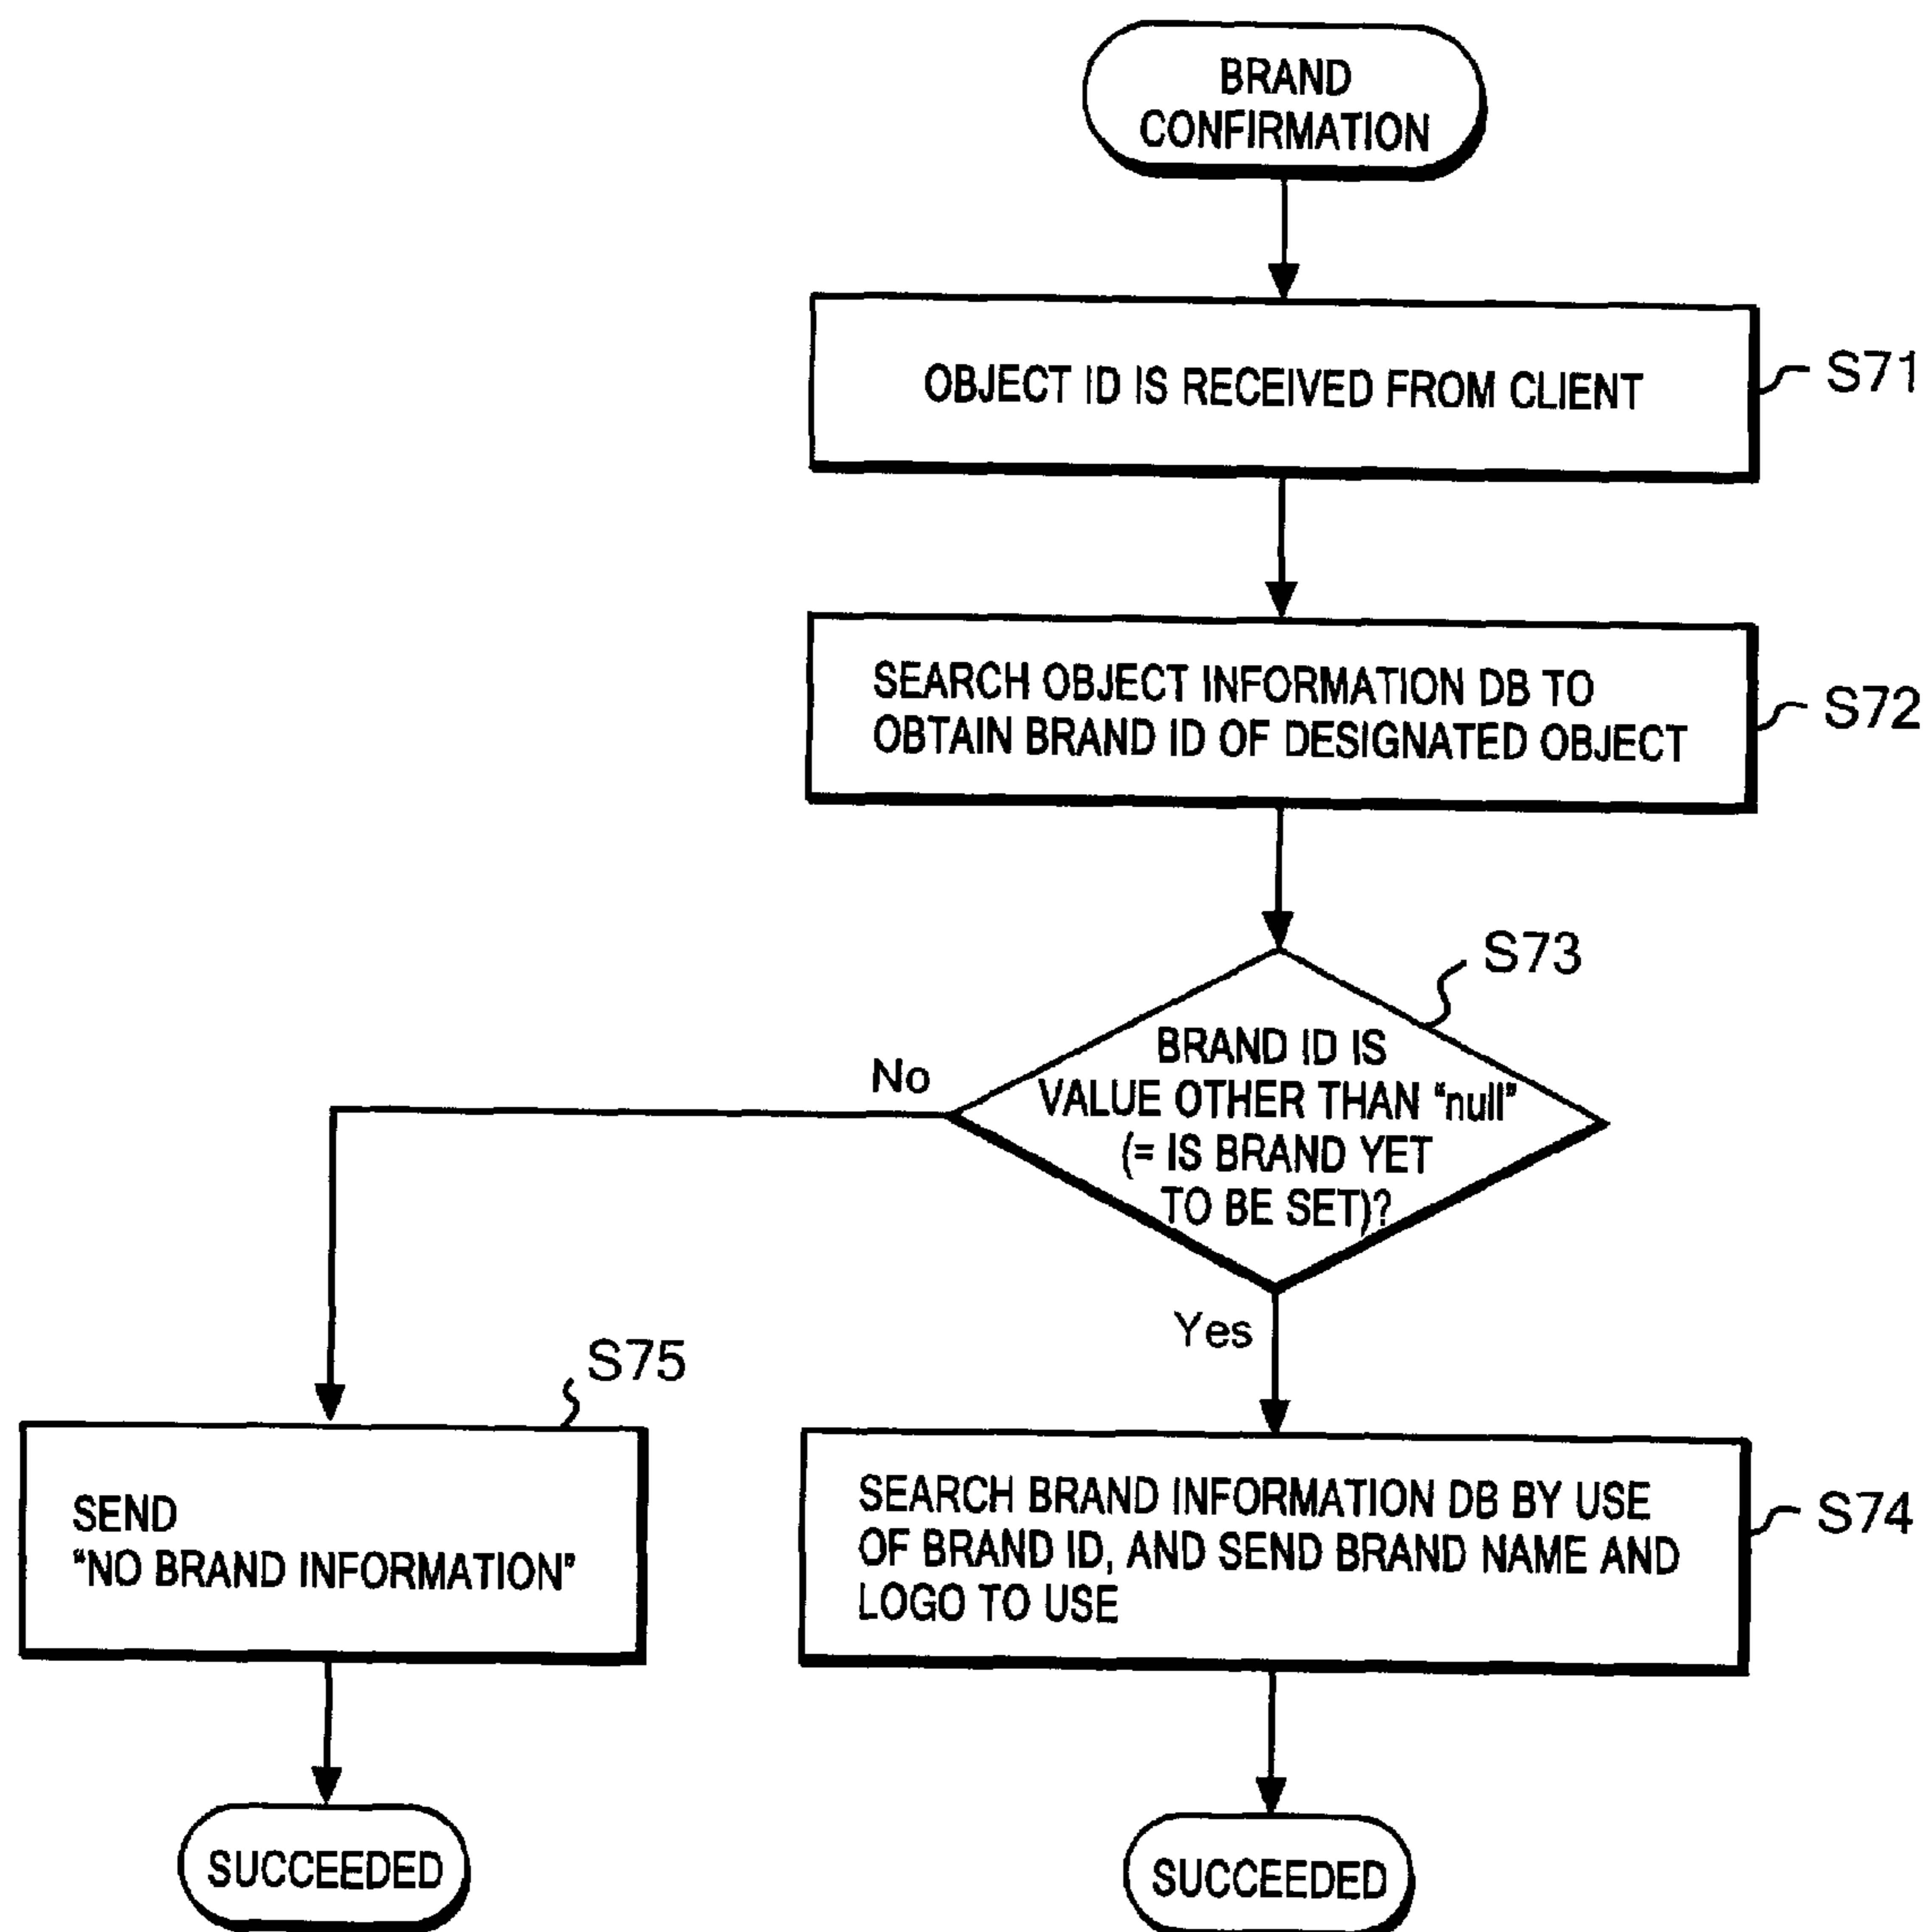 BRAND
CONFIRMATION
OBJECT ID IS RECEIVED FROM CLIENT
S71
SEARCH OBJECT INFORMATION DB TO
OBTAIN BRAND ID OF DESIGNATED OBJECT
S72
S73
BRAND ID IS
VALUE OTHER THAN “null”
(= IS BRAND YET
TO BE SET)?
No
Yes
S75
SEND
“NO BRAND INFORMATION”
SEARCH BRAND INFORMATION DB BY USE
OF BRAND ID, AND SEND BRAND NAME AND
LOGO TO USE
S74
SUCCEEDED
SUCCEEDED